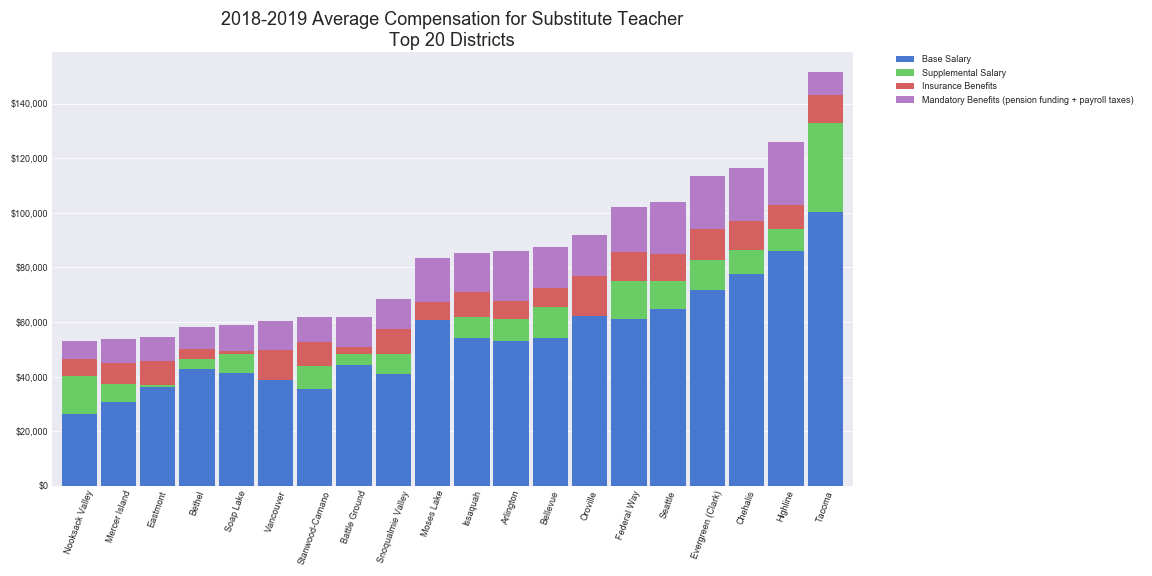 2018-2019 Average Compensation for Substitute Teacher
Top 20 Districts
Base Salary
Supplemental Salary
Insurance Benefits
Mandatory Benefits (pension funding + payroll taxes)
$140,000
$120,000
$100,000
$80,000
$60,000
$40,000
$20,000
$0
Nooksack Valley
Mercer Island
Eastmont
Bethel
Soap Lake
Vancouver
Stanwood-Camano
Battle Ground
Snoqualmie Valley
Moses Lake
Issaquah
Arlington
Bellevue
Oroville
Federal Way
Seattle
Evergreen (Clark)
Chehalis
Highline
Tacoma